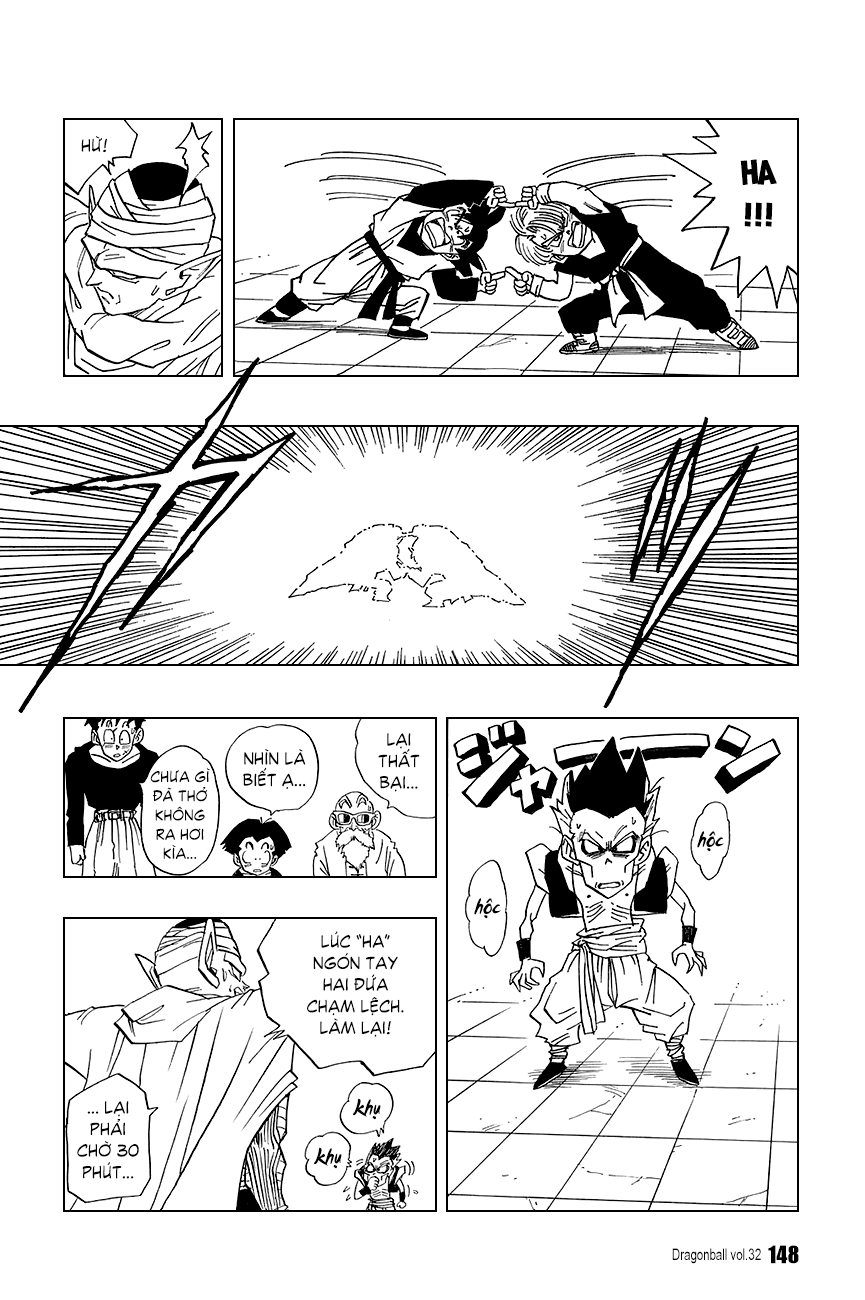 HA
!!!
HỨ!
カ
ジャーーン
hộc
hộc
LẠI
THẤT
BẠI...
NHÌN LÀ
BIẾT Ạ...
CHƯA GÌ
ĐÃ THỞ
KHÔNG
RA HƠI
KÌA...
LÚC “HA”
NGÓN TAY
HAI ĐỨA
CHẠM LỆCH.
LÀM LẠI!
khụ
khụ
... LẠI
PHẢI
CHỜ 30
PHÚT...
Dragonball vol.32 148